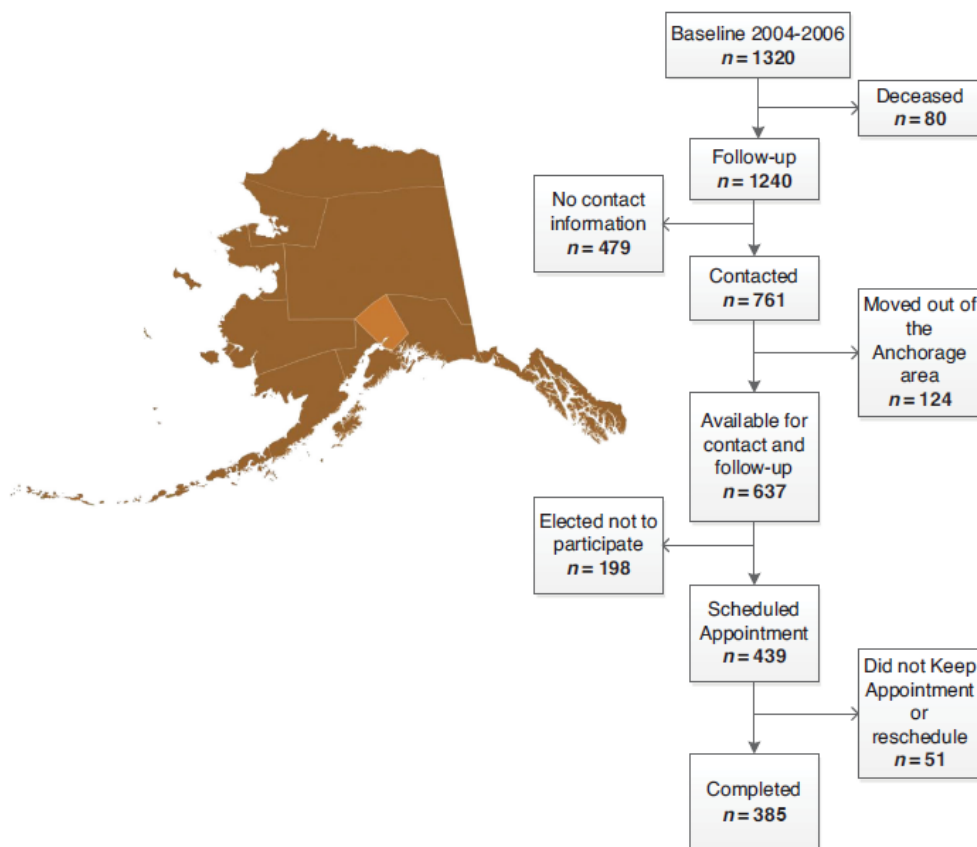 Baseline 2004-2006
n = 1320
Deceased
n = 80
Follow-up
n = 1240
No contact
information
n = 479
Contacted
n = 761
Moved out of
the
Anchorage
area
n = 124
Available for
contact and
follow-up
n = 637
Elected not to
participate
n = 198
Scheduled
Appointment
n = 439
Did not Keep
Appointment
or
reschedule
n = 51
Completed
n = 385